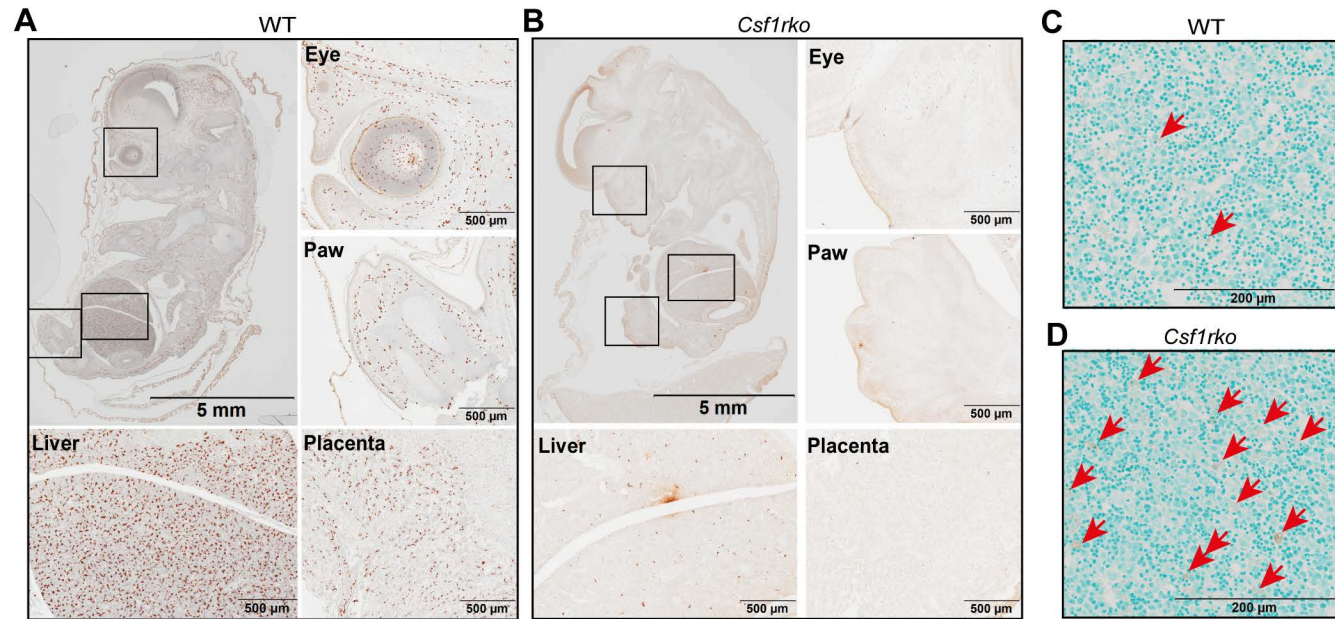 A
WT
Eye
500 µm
Paw
500 µm
5 mm
Liver
500 µm
Placenta
500 µm
B
Csf1rko
Eye
500 µm
Paw
500 µm
5 mm
Liver
500 µm
Placenta
500 µm
C
WT
200 µm
D
Csf1rko
200 µm